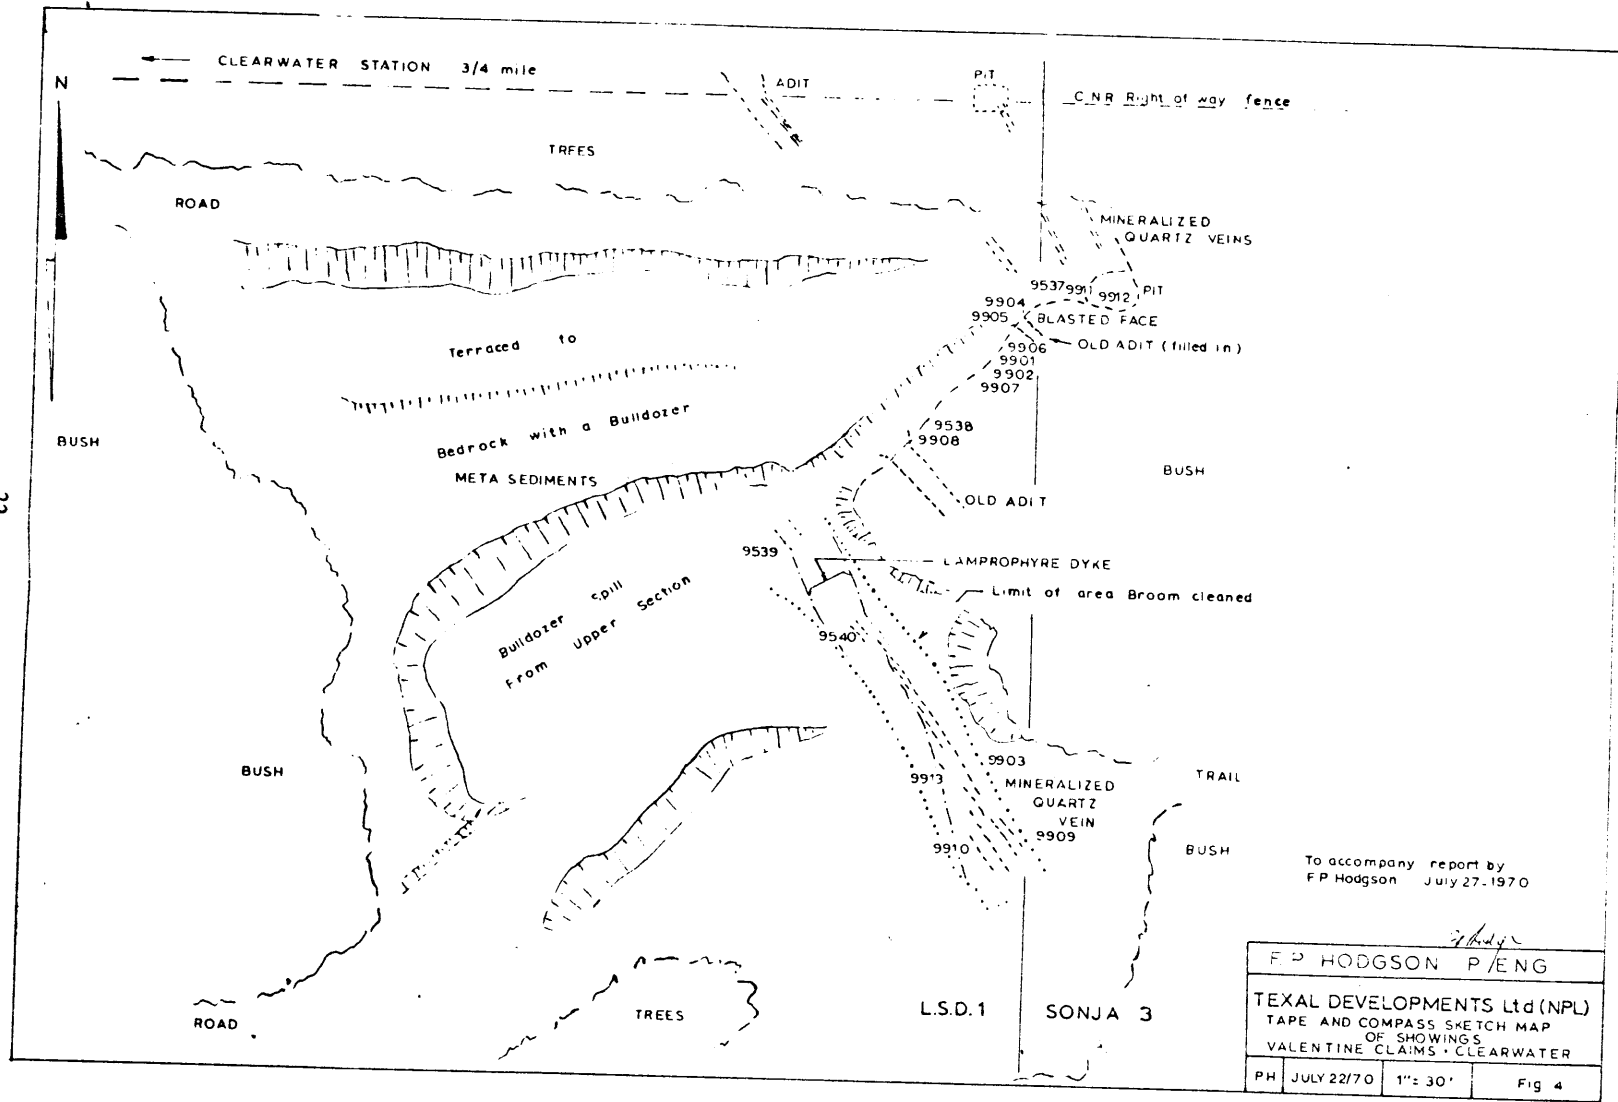 CLEARWATER STATION 3/4 mile
N
ADIT
PIT
C.N.R Right of way fence
TREES
ROAD
MINERALIZED
QUARTZ VEINS
9537
9911
9912
PIT
9904
9905
BLASTED FACE
OLD ADIT (filled in)
9906
9901
9902
9907
Terraced to
Bedrock with a Bulldozer
META SEDIMENTS
BUSH
9538
9908
BUSH
OLD ADIT
22
9539
LAMPROPHYRE DYKE
Limit of area Broom cleaned
Bulldozer spill
From Upper Section
9540
BUSH
9903
TRAIL
9913
MINERALIZED
QUARTZ
VEIN
9909
9910
BUSH
To accompany report by
F P Hodgson July 27-1970
ROAD
TREES
L.S.D. 1
SONJA 3
F. P HODGSON P/ENG
TEXAL DEVELOPMENTS Ltd (NPL)
TAPE AND COMPASS SKETCH MAP
OF SHOWINGS
VALENTINE CLAIMS · CLEARWATER
PH JULY 22/70 1"= 30' Fig 4